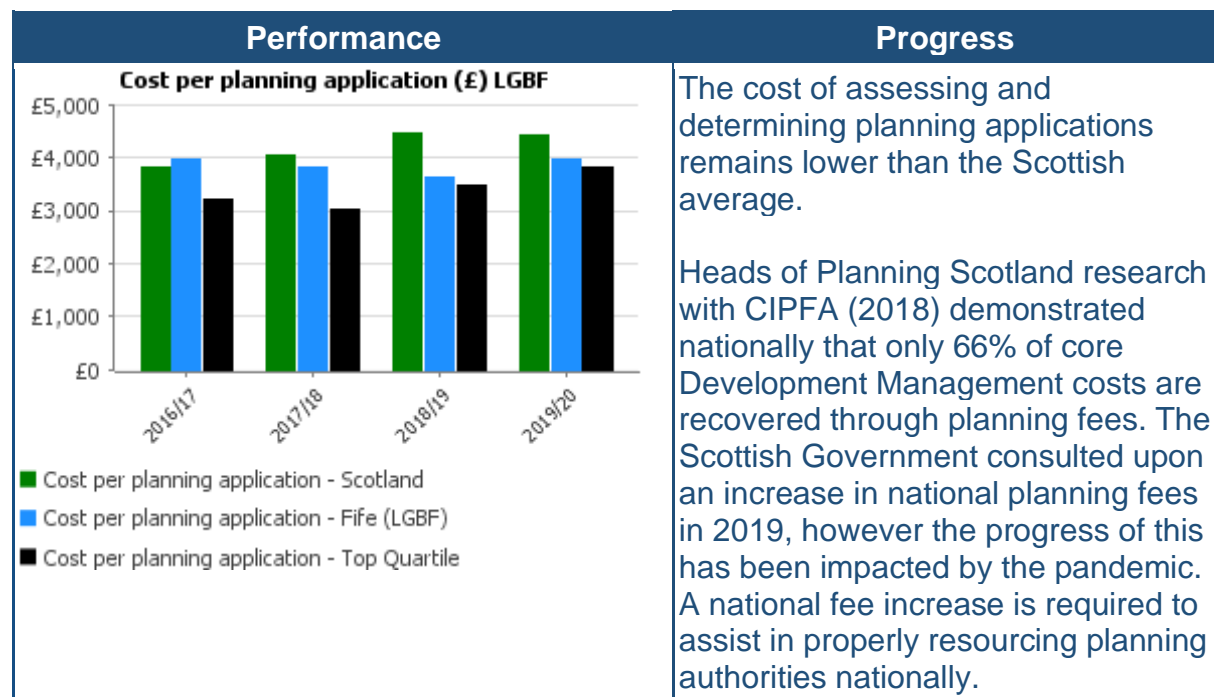 Performance
Progress
Cost per planning application (£) LGBF
£5,000
£4,000
£3,000
£2,000
£1,000
£0
2016/17
2017/18
2018/19
2019/20
Cost per planning application - Scotland
Cost per planning application - Fife (LGBF)
Cost per planning application - Top Quartile
The cost of assessing and
determining planning applications
remains lower than the Scottish
average.
Heads of Planning Scotland research
with CIPFA (2018) demonstrated
nationally that only 66% of core
Development Management costs are
recovered through planning fees. The
Scottish Government consulted upon
an increase in national planning fees
in 2019, however the progress of this
has been impacted by the pandemic.
A national fee increase is required to
assist in properly resourcing planning
authorities nationally.